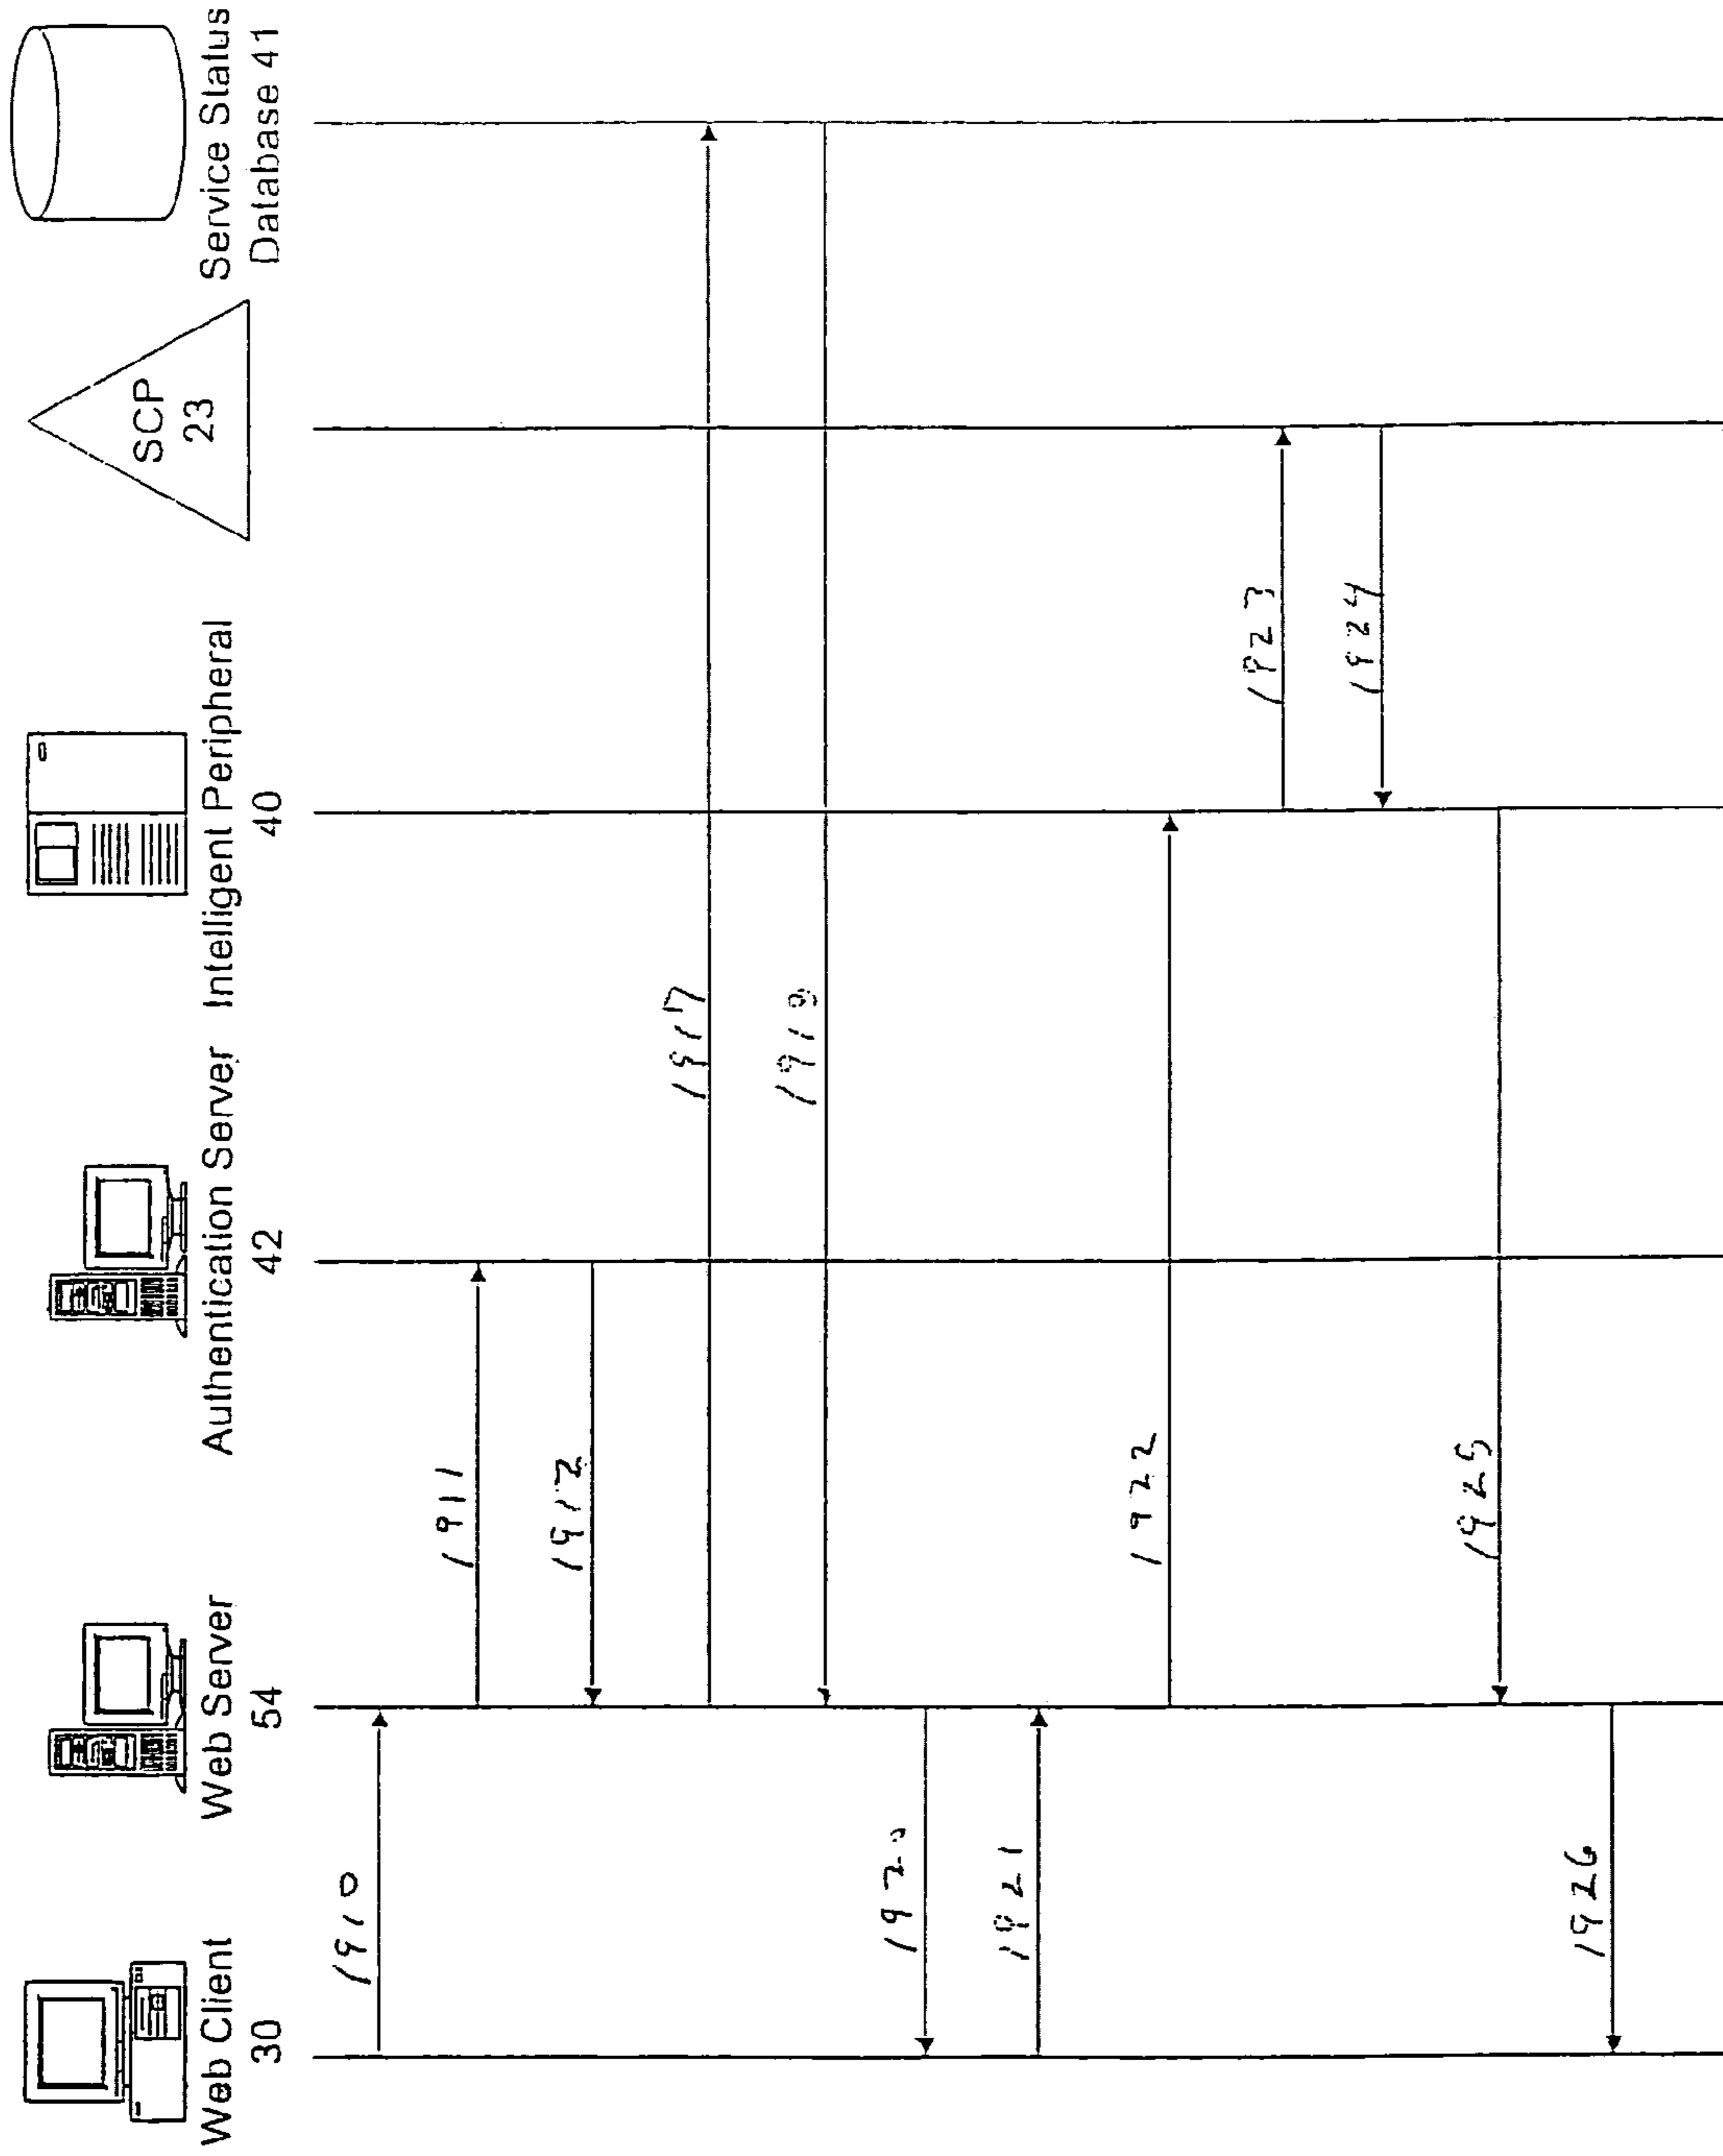 Web Client
30
Web Server
54
Authentication Server
42
Intelligent Peripheral
40
SCP
23
Service Status
Database 41
1910
1911
1912
1917
1919
1920
1921
1922
1923
1924
1925
1926